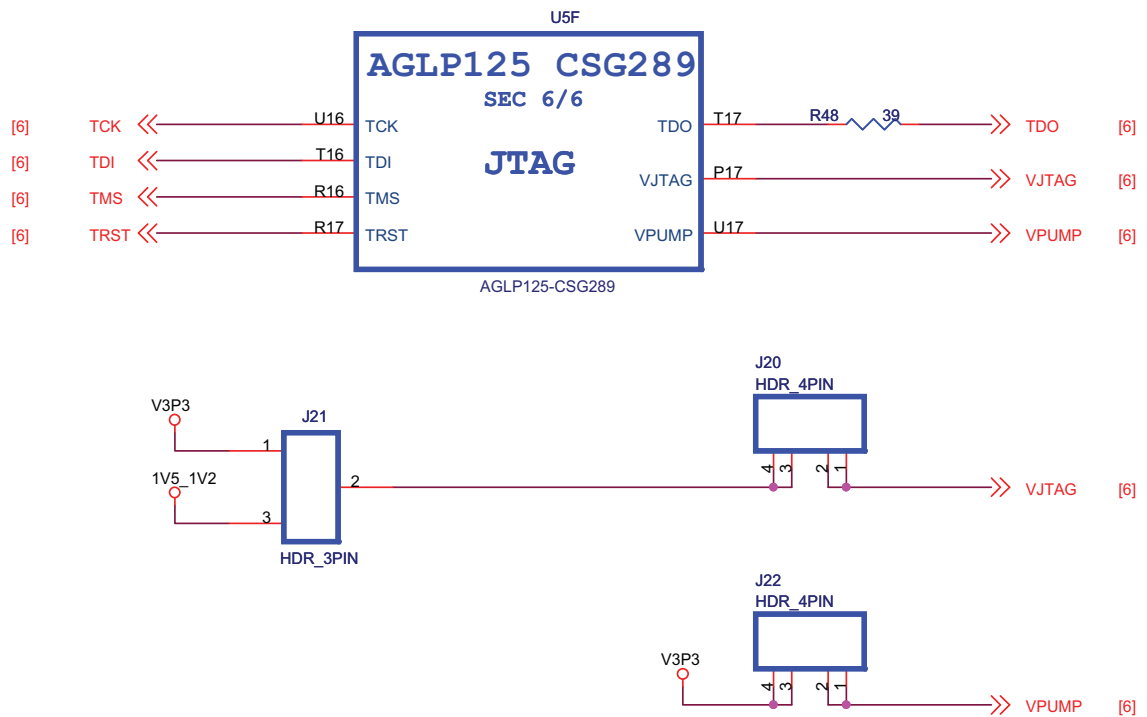 U5F
AGLP125 CSG289
SEC 6/6
JTAG
[6] TCK U16 TCK TDO T17 R48 39 TDO [6]
[6] TDI T16 TDI
VJTAG P17 VJTAG [6]
[6] TMS R16 TMS
[6] TRST R17 TRST VPUMP U17 VPUMP [6]
AGLP125-CSG289
J20
HDR_4PIN
V3P3
J21
1
1V5_1V2
2
4 3 2 1
VJTAG [6]
3
HDR_3PIN
J22
HDR_4PIN
V3P3
4 3 2 1
VPUMP [6]